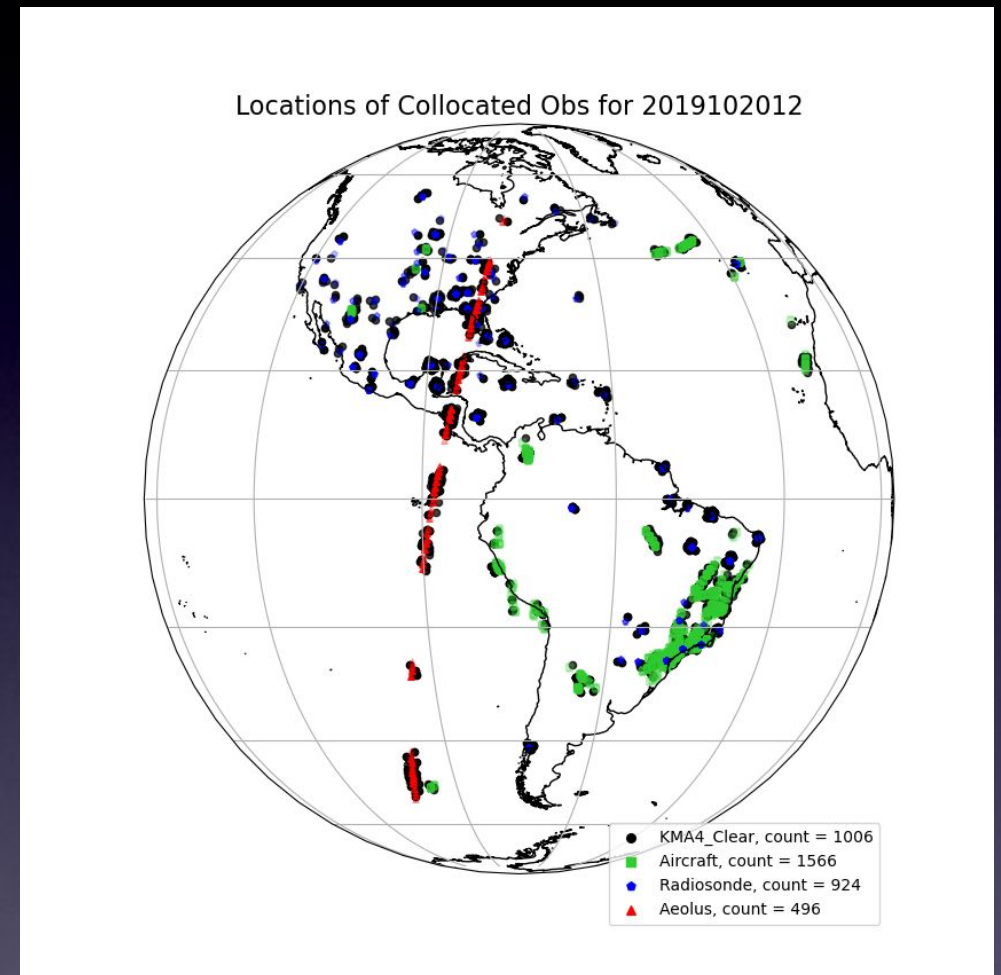 Locations of Collocated Obs for 2019102012
KMA4_Clear, count = 1006
Aircraft, count = 1566
Radiosonde, count = 924
Aeolus, count = 496